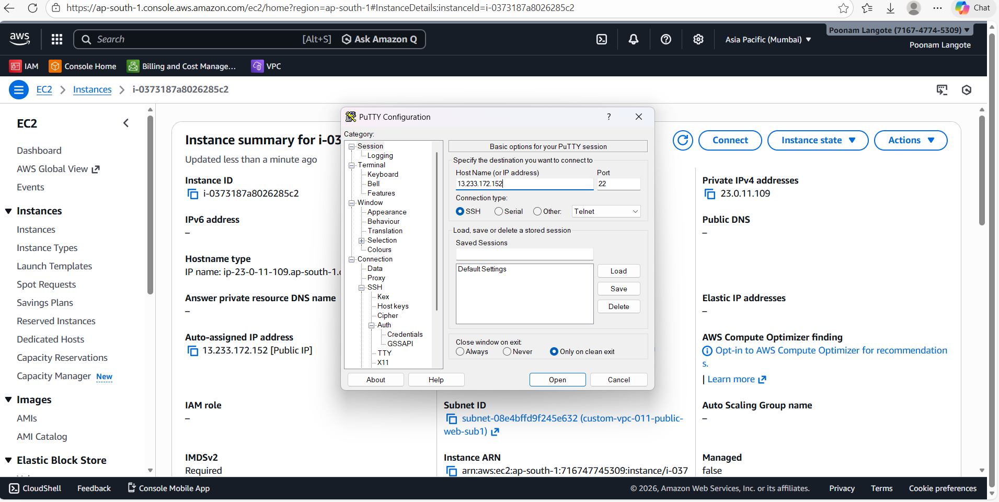 https://ap-south-1.console.aws.amazon.com/ec2/home?region=ap-south-1#InstanceDetails:instanceId=i-0373187a8026285c2
Chat
aws
Search
[Alt+S]
Ask Amazon Q
Asia Pacific (Mumbai)
Poonam Langote (7167-4774-5309)
Poonam Langote
IAM
Console Home
Billing and Cost Manage...
VPC
EC2
Instances
i-0373187a8026285c2
EC2
Dashboard
AWS Global View
Events
Instances
Instances
Instance Types
Launch Templates
Spot Requests
Savings Plans
Reserved Instances
Dedicated Hosts
Capacity Reservations
Capacity Manager New
Images
AMIs
AMI Catalog
Elastic Block Store
Instance summary for i-03
Updated less than a minute ago
Connect
Instance state
Actions
Instance ID
i-0373187a8026285c2
IPv6 address
–
Hostname type
IP name: ip-23-0-11-109.ap-south-1.
Answer private resource DNS name
–
Auto-assigned IP address
13.233.172.152 [Public IP]
IAM role
–
IMDSv2
Required
PuTTY Configuration
?
Category:
Session
Logging
Terminal
Keyboard
Bell
Features
Window
Appearance
Behaviour
Translation
Selection
Colours
Connection
Data
Proxy
SSH
Kex
Host keys
Cipher
Auth
Credentials
GSSAPI
TTY
X11
Basic options for your PuTTY session
Specify the destination you want to connect to
Host Name (or IP address)
Port
13.233.172.152
22
Connection type:
SSH
Serial
Other:
Telnet
Load, save or delete a stored session
Saved Sessions
Default Settings
Load
Save
Delete
Close window on exit:
Always
Never
Only on clean exit
About
Help
Open
Cancel
Subnet ID
subnet-08e4bffd9f245e632 (custom-vpc-011-public-
web-sub1)
Instance ARN
arn:aws:ec2:ap-south-1:716747745309:instance/i-037
Private IPv4 addresses
23.0.11.109
Public DNS
–
Elastic IP addresses
–
AWS Compute Optimizer finding
Opt-in to AWS Compute Optimizer for recommendation
s.
| Learn more
Auto Scaling Group name
–
Managed
false
CloudShell
Feedback
Console Mobile App
© 2026, Amazon Web Services, Inc. or its affiliates.
Privacy
Terms
Cookie preferences